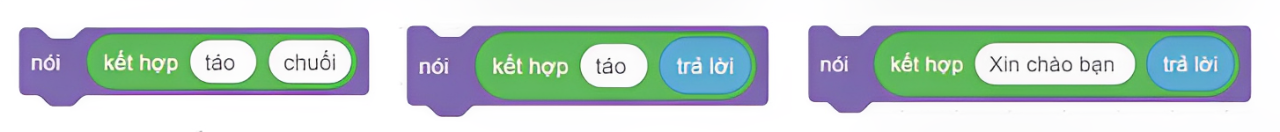 nói kết hợp táo chuối
nói kết hợp táo trả lời
nói kết hợp Xin chào bạn trả lời